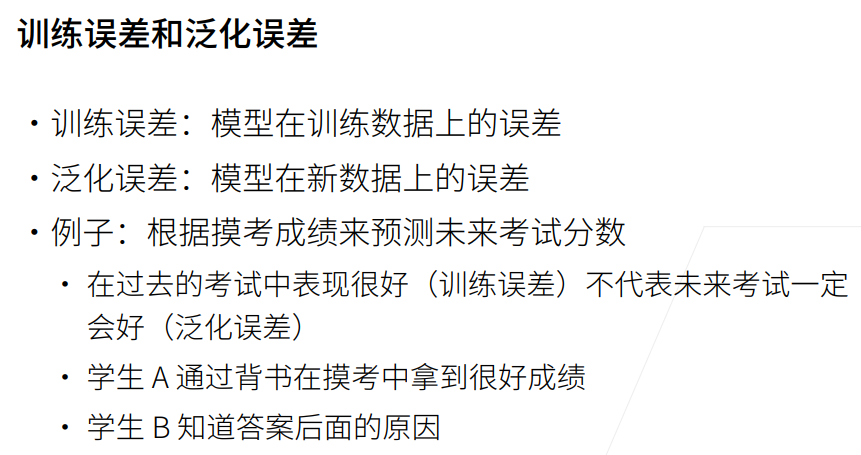 训练误差和泛化误差
• 训练误差：模型在训练数据上的误差
• 泛化误差：模型在新数据上的误差
• 例子：根据摸考成绩来预测未来考试分数
• 在过去的考试中表现很好（训练误差）不代表未来考试一定
会好（泛化误差）
• 学生 A 通过背书在摸考中拿到很好成绩
• 学生 B 知道答案后面的原因